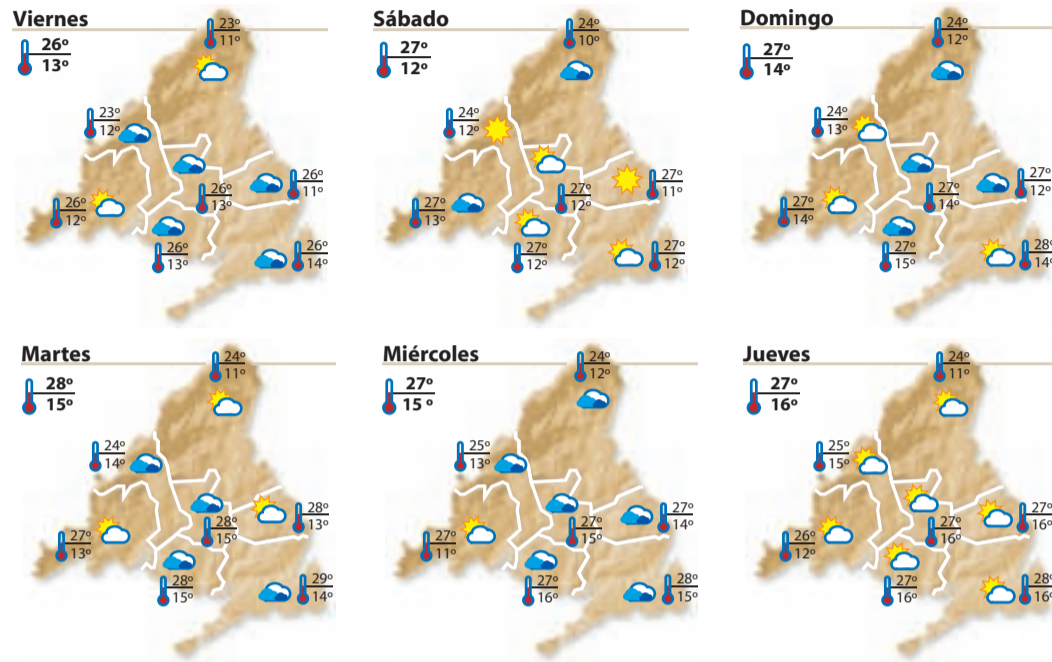 Viernes
26º
13º
23º
11º
23º
12º
26º
11º
26º
13º
26º
12º
26º
13º
26º
14º
Sábado
27º
12º
24º
10º
24º
12º
27º
11º
27º
12º
27º
13º
27º
12º
27º
12º
Domingo
27º
14º
24º
12º
24º
13º
27º
12º
27º
14º
27º
14º
27º
15º
28º
14º
Martes
28º
15º
24º
11º
24º
14º
28º
13º
28º
15º
27º
13º
28º
15º
29º
14º
Miércoles
27º
15 º
24º
12º
25º
13º
27º
14º
27º
15º
27º
11º
27º
16º
28º
15º
Jueves
27º
16º
24º
11º
25º
15º
27º
16º
27º
16º
26º
12º
27º
16º
28º
16º